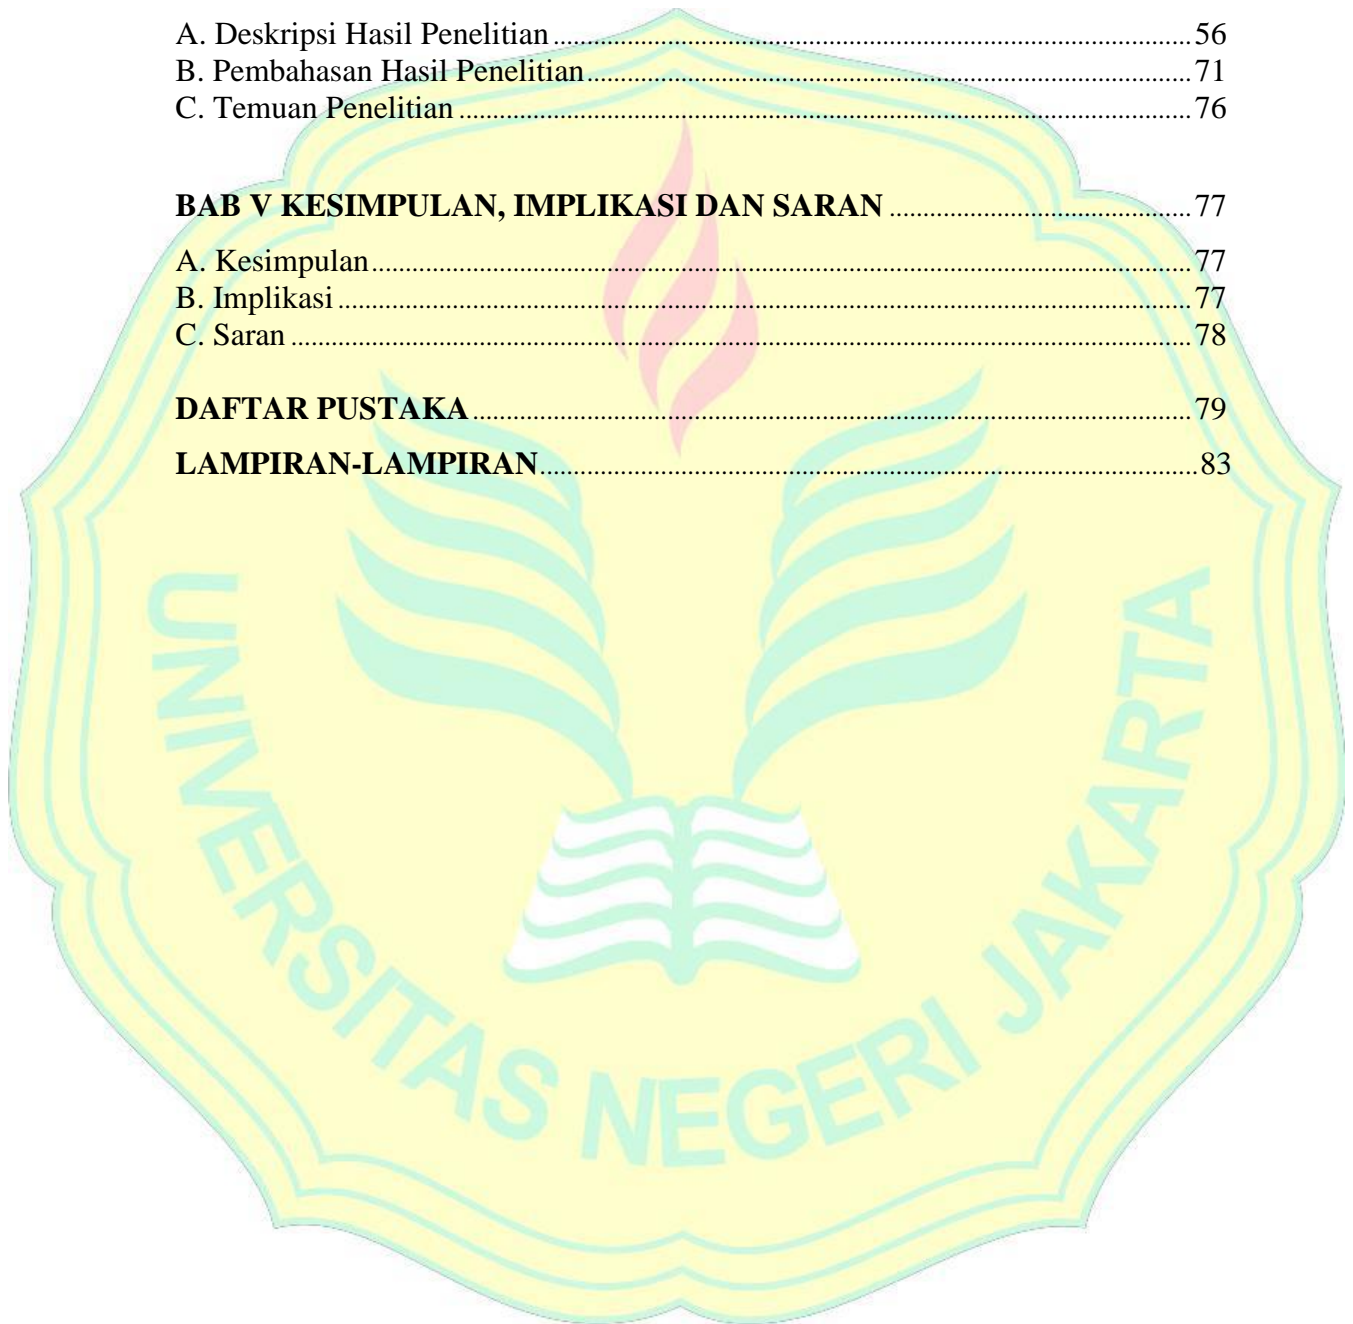 A. Deskripsi Hasil Penelitian ........ 56
B. Pembahasan Hasil Penelitian ........ 71
C. Temuan Penelitian ........ 76
BAB V KESIMPULAN, IMPLIKASI DAN SARAN ........ 77
A. Kesimpulan ........ 77
B. Implikasi ........ 77
C. Saran ........ 78
DAFTAR PUSTAKA ........ 79
LAMPIRAN-LAMPIRAN ........ 83
UNIVERSITAS NEGERI JAKARTA